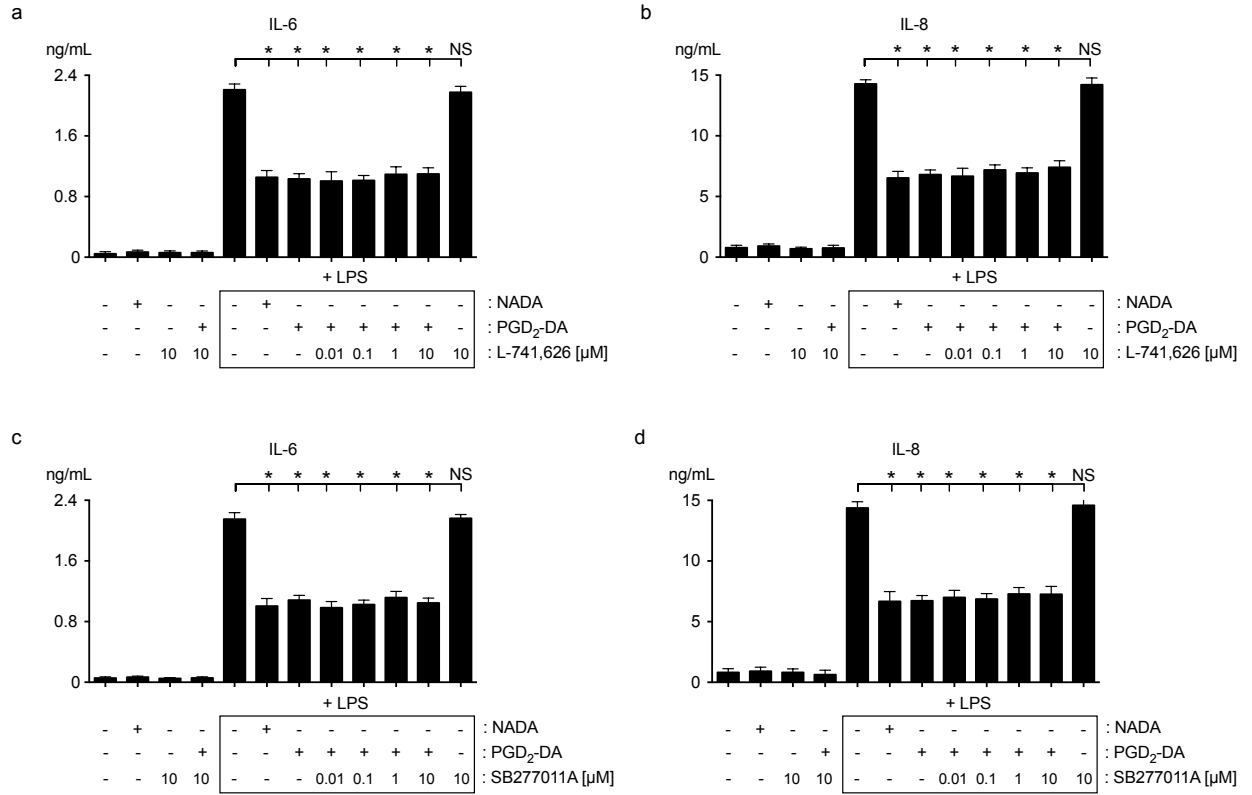 a
IL-6
ng/mL
* * * * * * NS
2.4
1.6
0.8
0
+ LPS
- + - - - + - - - - - - : NADA
- - - + - - + + + + + - : PGD2-DA
- - 10 10 - - - 0.01 0.1 1 10 10 : L-741,626 [µM]
b
IL-8
ng/mL
* * * * * * NS
15
10
5
0
+ LPS
- + - - - + - - - - - - : NADA
- - - + - - + + + + + - : PGD2-DA
- - 10 10 - - - 0.01 0.1 1 10 10 : L-741,626 [µM]
c
IL-6
ng/mL
* * * * * * NS
2.4
1.6
0.8
0
+ LPS
- + - - - + - - - - - - : NADA
- - - + - - + + + + + - : PGD2-DA
- - 10 10 - - - 0.01 0.1 1 10 10 : SB277011A [µM]
d
IL-8
ng/mL
* * * * * * NS
15
10
5
0
+ LPS
- + - - - + - - - - - - : NADA
- - - + - - + + + + + - : PGD2-DA
- - 10 10 - - - 0.01 0.1 1 10 10 : SB277011A [µM]